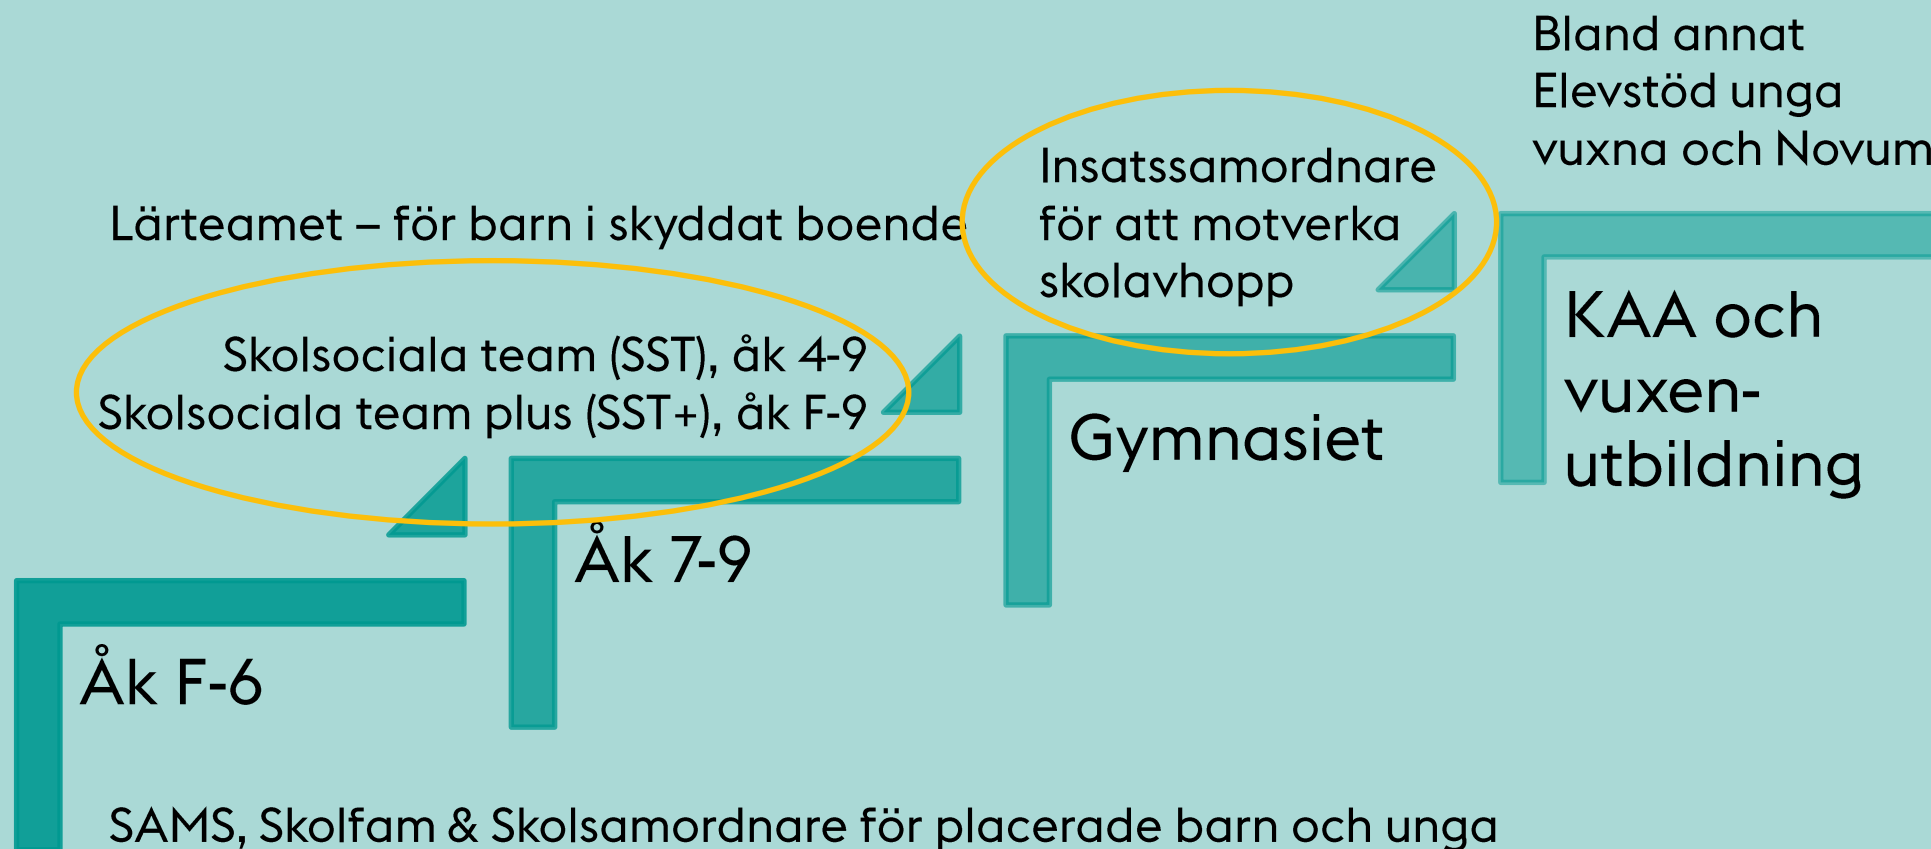 Bland annat
Elevstöd unga
vuxna och Novum
Insatssamordnare
för att motverka
skolavhopp
Lärteamet – för barn i skyddat boende
Skolsociala team (SST), åk 4-9
Skolsociala team plus (SST+), åk F-9
KAA och
vuxen-
utbildning
Gymnasiet
Åk 7-9
Åk F-6
SAMS, Skolfam & Skolsamordnare för placerade barn och unga